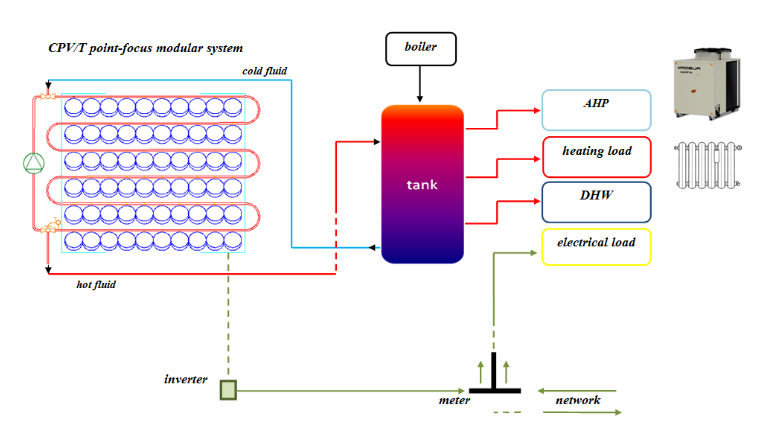 CPV/T point-focus modular system
boiler
cold fluid
AHP
heating load
tank
DHW
electrical load
hot fluid
inverter
meter
network